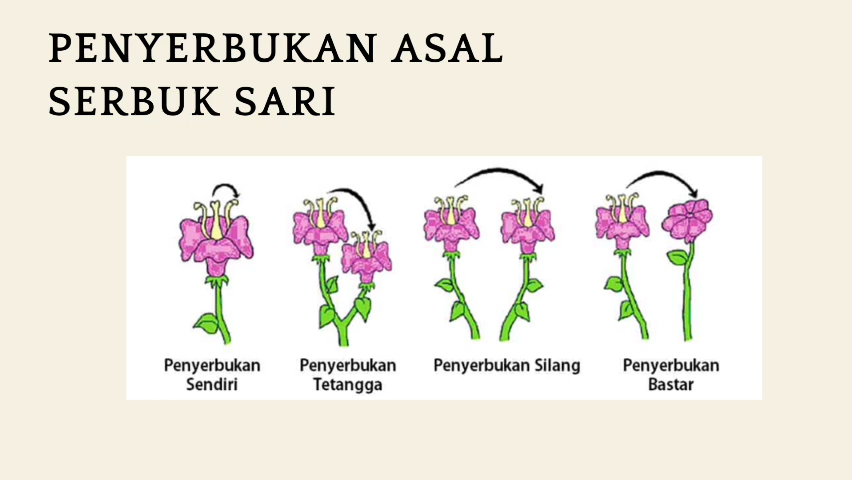 PENYERBUKAN ASAL
SERBUK SARI
Penyerbukan
Sendiri
Penyerbukan
Tetangga
Penyerbukan Silang
Penyerbukan
Bastar